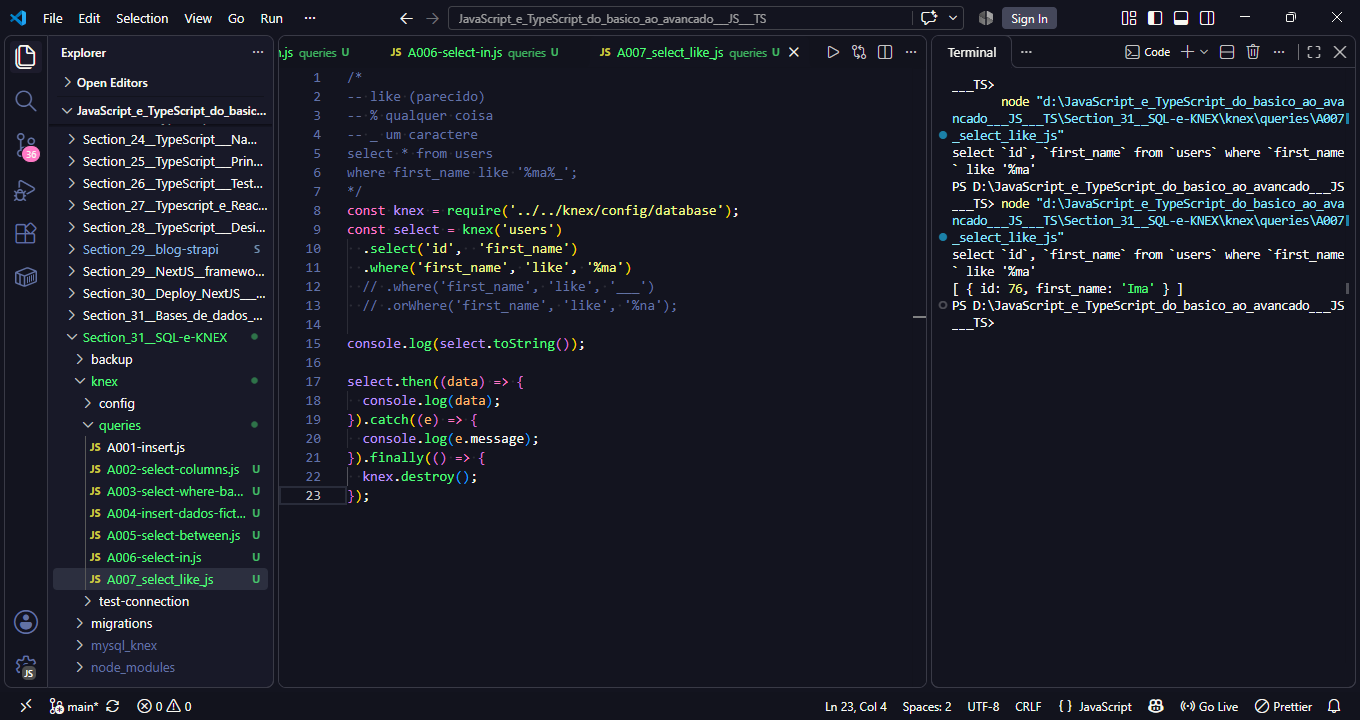 File Edit Selection View Go Run ···
JavaScript_e_TypeScript_do_basico_ao_avancado___JS___TS
Sign In
Explorer
Open Editors
JavaScript_e_TypeScript_do_basic...
Section_24__TypeScript___Na...
Section_25__TypeScript___Prin...
Section_26__TypeScript___Test...
Section_27__Typescript_e_Reac...
Section_28__TypeScript___Desi...
Section_29__blog-strapi S
Section_29__NextJS__framewo...
Section_30__Deploy_NextJS___...
Section_31__Bases_de_dados_...
Section_31__SQL-e-KNEX
backup
knex
config
queries
JS A001-insert.js
JS A002-select-columns.js U
JS A003-select-where-ba... U
JS A004-insert-dados-fict... U
JS A005-select-between.js U
JS A006-select-in.js U
JS A007_select_like_js U
test-connection
migrations
mysql_knex
node_modules
36
JS
n.js queries U
JS A006-select-in.js queries U
JS A007_select_like_js queries U
1 /*
2 -- like (parecido)
3 -- % qualquer coisa
4 -- _ um caractere
5 select * from users
6 where first_name like '%ma%_';
7 */
8 const knex = require('../../knex/config/database');
9 const select = knex('users')
10 .select('id', 'first_name')
11 .where('first_name', 'like', '%ma')
12 // .where('first_name', 'like', '___')
13 // .orWhere('first_name', 'like', '%na');
14
15 console.log(select.toString());
16
17 select.then((data) => {
18 console.log(data);
19 }).catch((e) => {
20 console.log(e.message);
21 }).finally(() => {
22 knex.destroy();
23 });
Terminal ···
Code
___TS>
node "d:\JavaScript_e_TypeScript_do_basico_ao_ava
ncado___JS___TS\Section_31__SQL-e-KNEX\knex\queries\A007
_select_like_js"
select `id`, `first_name` from `users` where `first_name
` like '%ma'
PS D:\JavaScript_e_TypeScript_do_basico_ao_avancado___JS
___TS> node "d:\JavaScript_e_TypeScript_do_basico_ao_ava
ncado___JS___TS\Section_31__SQL-e-KNEX\knex\queries\A007
_select_like_js"
select `id`, `first_name` from `users` where `first_name
` like '%ma'
[ { id: 76, first_name: 'Ima' } ]
PS D:\JavaScript_e_TypeScript_do_basico_ao_avancado___JS
___TS>
main* 0 0
Ln 23, Col 4 Spaces: 2 UTF-8 CRLF { } JavaScript Go Live Prettier